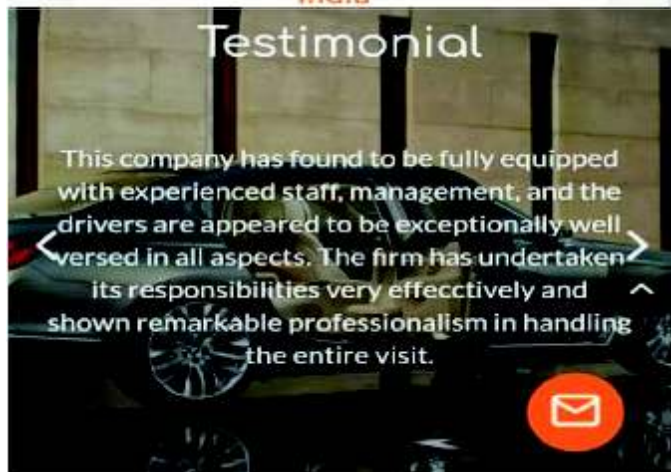 Testimonial
This company has found to be fully equipped
with experienced staff, management, and the
drivers are appeared to be exceptionally well
versed in all aspects. The firm has undertaken
its responsibilities very effecctively and
shown remarkable professionalism in handling
the entire visit.